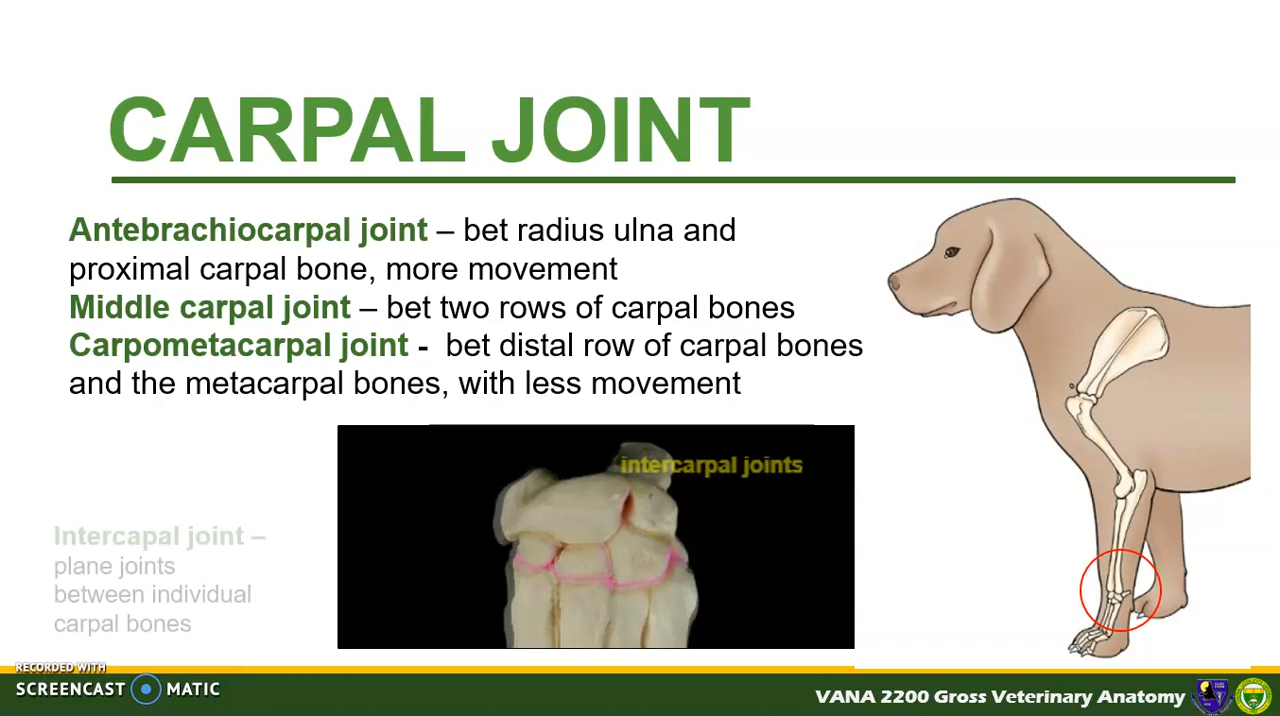 CARPAL JOINT
Antebrachiocarpal joint – bet radius ulna and
proximal carpal bone, more movement
Middle carpal joint – bet two rows of carpal bones
Carpometacarpal joint - bet distal row of carpal bones
and the metacarpal bones, with less movement
intercarpal joints
Intercapal joint –
plane joints
between individual
carpal bones
RECORDED WITH
SCREENCAST MATIC
VANA 2200 Gross Veterinary Anatomy